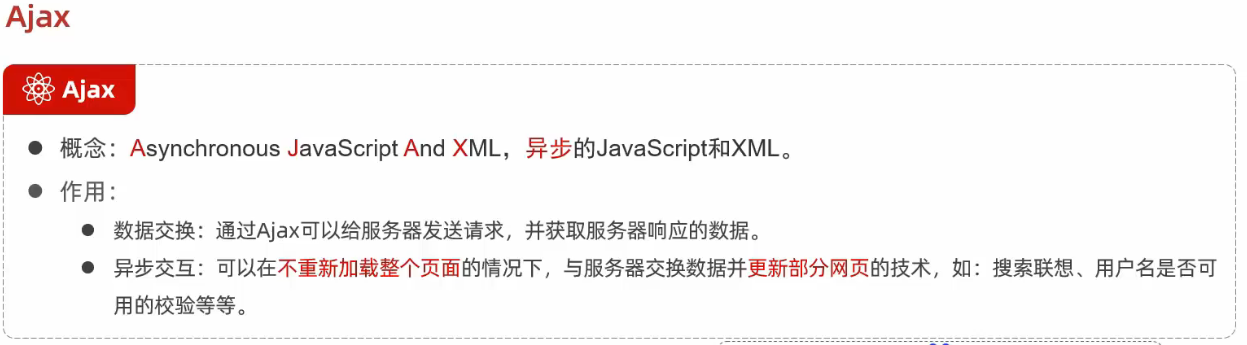 Ajax
Ajax
概念：Asynchronous JavaScript And XML，异步的JavaScript和XML。
作用：
数据交换：通过Ajax可以给服务器发送请求，并获取服务器响应的数据。
异步交互：可以在不重新加载整个页面的情况下，与服务器交换数据并更新部分网页的技术，如：搜索联想、用户名是否可
用的校验等等。